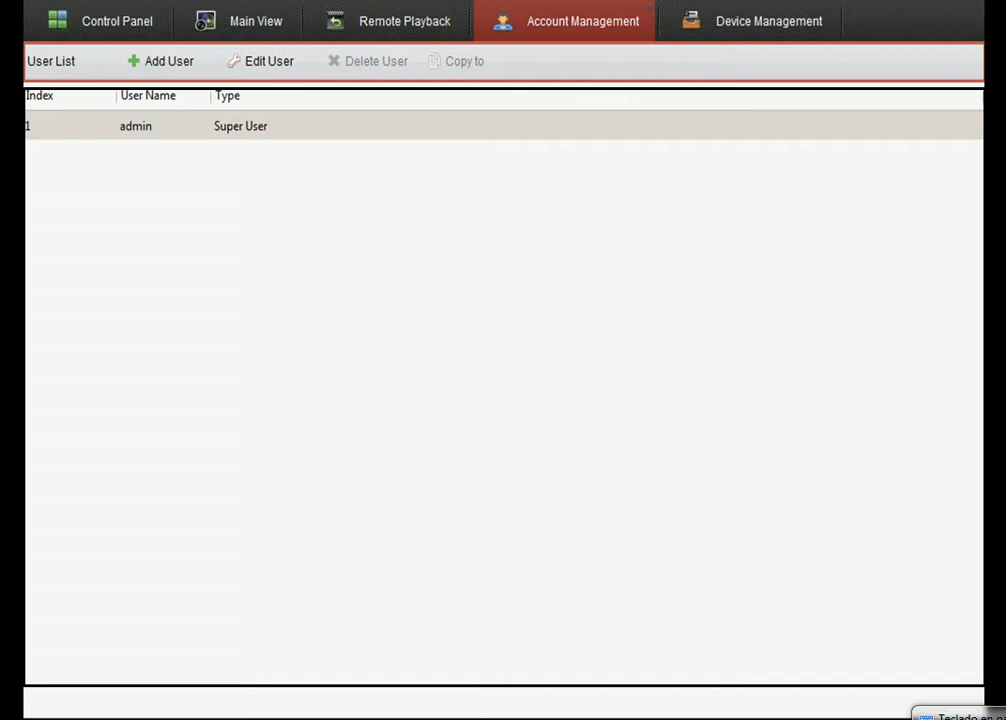 Control Panel Main View Remote Playback Account Management Device Management
User List Add User Edit User Delete User Copy to
Index User Name Type
1 admin Super User
Teclado